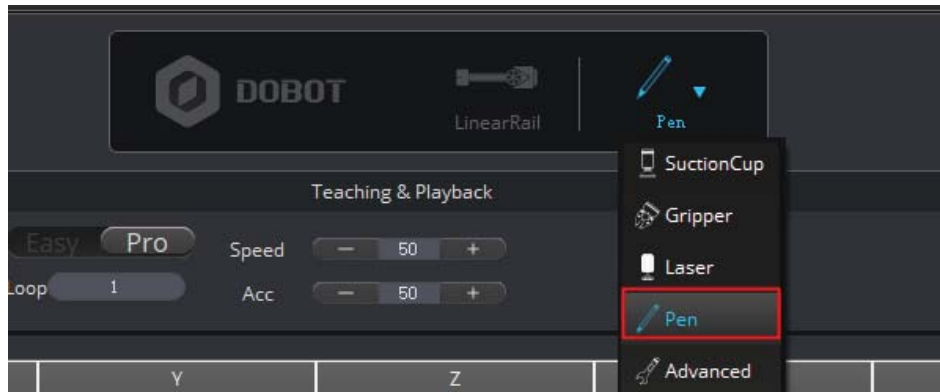 DOBOT
LinearRail
Pen
SuctionCup
Gripper
Laser
Pen
Advanced
Teaching & Playback
Easy Pro
Speed - 50 +
Loop 1
Acc - 50 +
Y Z